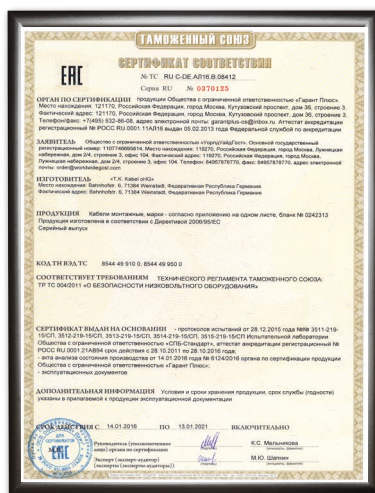 ТАМОЖЕННЫЙ СОЮЗ
EAC
СЕРТИФИКАТ СООТВЕТСТВИЯ
№ ТС RU C-DE.АЛ16.В.08412
Серия RU № 0370125
ОРГАН ПО СЕРТИФИКАЦИИ продукции Общества с ограниченной ответственностью «Гарант Плюс»
Место нахождения: 121170, Российская Федерация, город Москва, Кутузовский проспект, дом 36, строение 3.
Фактический адрес: 121170, Российская Федерация, город Москва, Кутузовский проспект, дом 36, строение 3.
Телефон/факс: +7(495) 532-86-08, адрес электронной почты: garantplus-os@inbox.ru. Аттестат аккредитации
регистрационный № РОСС RU.0001.11АЛ16 выдан 05.02.2013 года Федеральной службой по аккредитации
ЗАЯВИТЕЛЬ Общество с ограниченной ответственностью «УорлдУайдГост». Основной государственный
регистрационный номер: 1107746695814. Место нахождения: 119270, Российская Федерация, город Москва, Лужнецкая
набережная, дом 2/4, строение 3, офис 104. Фактический адрес: 119270, Российская Федерация, город Москва,
Лужнецкая набережная, дом 2/4, строение 3, офис 104. Телефон: 84957878770, факс: 84957878770, адрес электронной
почты: order@worldwidegost.com
ИЗГОТОВИТЕЛЬ «T.K. Kabel oHG»
Место нахождения: Bahnhofstr. 6, 71384 Weinstadt, Федеративная Республика Германия
Фактический адрес: Bahnhofstr. 6, 71384 Weinstadt, Федеративная Республика Германия
ПРОДУКЦИЯ Кабели монтажные, марки - согласно приложению на одном листе, бланк № 0242313
Продукция изготовлена в соответствии с Директивой 2006/95/ЕС
Серийный выпуск
КОД ТН ВЭД ТС 8544 49 910 0, 8544 49 950 0
СООТВЕТСТВУЕТ ТРЕБОВАНИЯМ ТЕХНИЧЕСКОГО РЕГЛАМЕНТА ТАМОЖЕННОГО СОЮЗА:
ТР ТС 004/2011 «О БЕЗОПАСНОСТИ НИЗКОВОЛЬТНОГО ОБОРУДОВАНИЯ»
СЕРТИФИКАТ ВЫДАН НА ОСНОВАНИИ - протоколов испытаний от 28.12.2015 года №№ 3511-219-
15/СП, 3512-219-15/СП, 3513-219-15/СП, 3514-219-15/СП, 3515-219-15/СП Испытательной лаборатории
Общества с ограниченной ответственностью «СПБ-Стандарт», аттестат аккредитации регистрационный №
РОСС RU.0001.21АВ94 срок действия с 28.10.2011 по 28.10.2016 года;
- акта анализа состояния производства от 14.01.2016 года № 6124/2016 органа по сертификации продукции
Общества с ограниченной ответственностью «Гарант Плюс»;
- эксплуатационных документов
ДОПОЛНИТЕЛЬНАЯ ИНФОРМАЦИЯ Условия и сроки хранения продукции, срок службы (годности)
указаны в прилагаемой к продукции эксплуатационной документации
СРОК ДЕЙСТВИЯ С 14.01.2016 ПО 13.01.2021 ВКЛЮЧИТЕЛЬНО
Руководитель (уполномоченное
лицо) органа по сертификации
К.С. Мельникова
Эксперт (эксперт-аудитор)
(эксперты (эксперты-аудиторы))
М.Ю. Шапкин